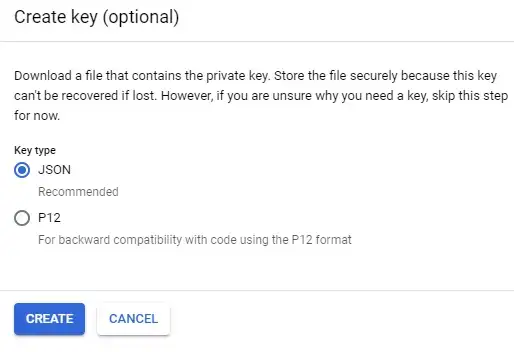 Create key (optional)
Download a file that contains the private key. Store the file securely because this key
can't be recovered if lost. However, if you are unsure why you need a key, skip this step
for now.
Key type
JSON
Recommended
P12
For backward compatibility with code using the P12 format
CREATE
CANCEL